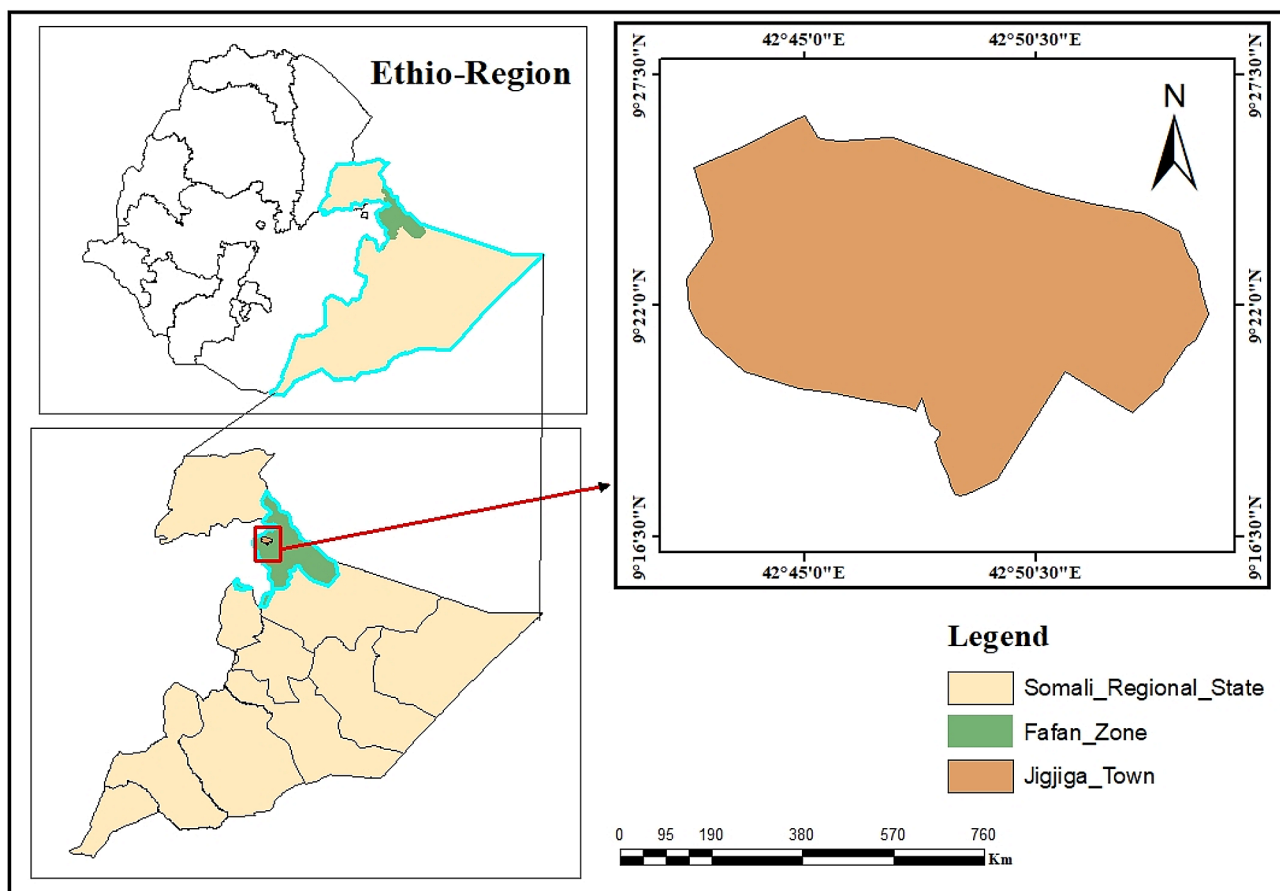 Ethio-Region
42°45'0"E
42°50'30"E
9°27'30"N
9°27'30"N
N
9°22'0"N
9°22'0"N
9°16'30"N
9°16'30"N
42°45'0"E
42°50'30"E
Legend
Somali_Regional_State
Fafan_Zone
Jigjiga_Town
0 95 190 380 570 760
Km